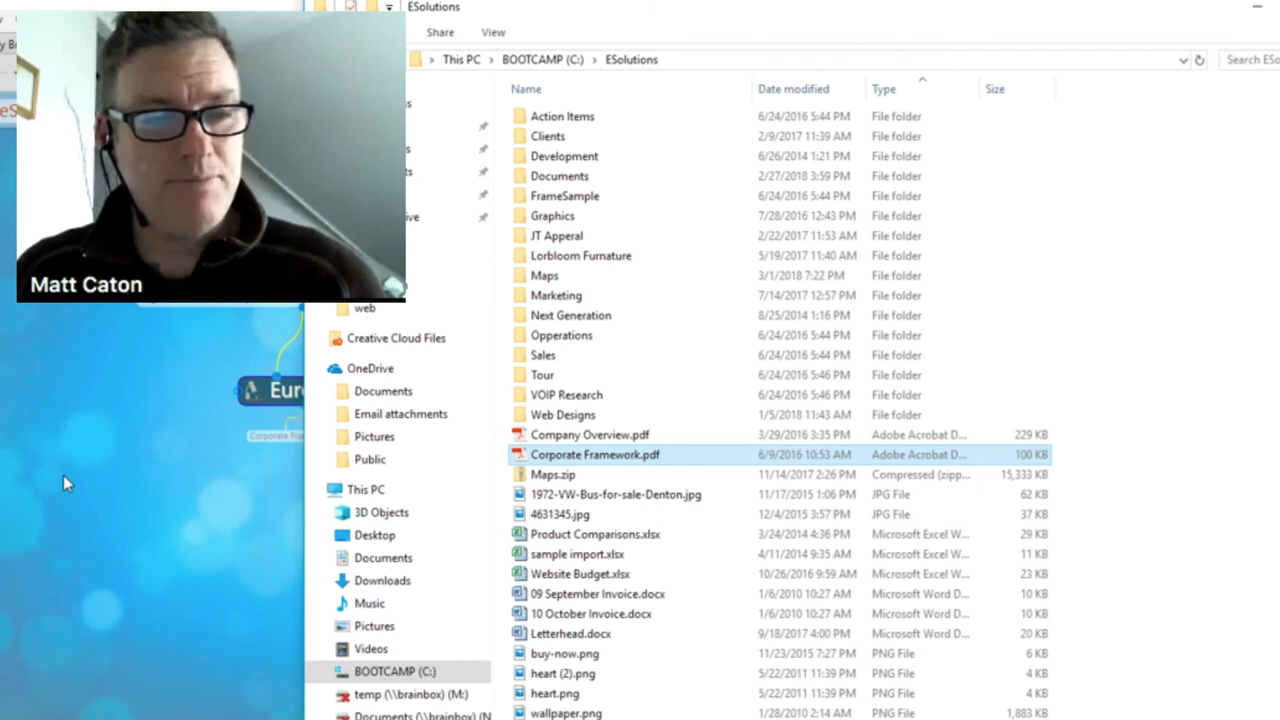 ESolutions
Share View
This PC > BOOTCAMP (C:) > ESolutions
Search ESo
Name Date modified Type Size
Action Items 6/24/2016 5:44 PM File folder
Clients 2/9/2017 11:39 AM File folder
Development 6/26/2014 1:21 PM File folder
Documents 2/27/2018 3:59 PM File folder
FrameSample 6/24/2016 5:44 PM File folder
Graphics 7/28/2016 12:43 PM File folder
JT Apperal 2/22/2017 11:53 AM File folder
Lorbloom Furnature 5/19/2017 11:40 AM File folder
Maps 3/1/2018 7:22 PM File folder
Matt Caton
Marketing 7/14/2017 12:57 PM File folder
web
Next Generation 8/25/2014 1:16 PM File folder
Opperations 6/24/2016 5:44 PM File folder
Creative Cloud Files
Sales 6/24/2016 5:44 PM File folder
OneDrive
Tour 6/24/2016 5:46 PM File folder
Documents
VOIP Research 6/24/2016 5:46 PM File folder
Email attachments
Web Designs 1/5/2018 11:43 AM File folder
Pictures
Company Overview.pdf 3/29/2016 3:35 PM Adobe Acrobat D... 229 KB
Public
Corporate Framework.pdf 6/9/2016 10:53 AM Adobe Acrobat D... 100 KB
Maps.zip 11/14/2017 2:26 PM Compressed (zipp... 15,333 KB
This PC
1972-VW-Bus-for-sale-Denton.jpg 11/17/2015 1:06 PM JPG File 62 KB
3D Objects
4631345.jpg 12/4/2015 3:57 PM JPG File 37 KB
Desktop
Product Comparisons.xlsx 3/24/2014 4:36 PM Microsoft Excel W... 29 KB
Documents
sample import.xlsx 4/11/2014 9:35 AM Microsoft Excel W... 11 KB
Downloads
Website Budget.xlsx 10/26/2016 9:59 AM Microsoft Excel W... 23 KB
Music
09 September Invoice.docx 1/6/2010 10:27 AM Microsoft Word D... 10 KB
Pictures
10 October Invoice.docx 1/6/2010 10:27 AM Microsoft Word D... 10 KB
Videos
Letterhead.docx 9/18/2017 4:00 PM Microsoft Word D... 20 KB
buy-now.png 11/23/2015 7:27 PM PNG File 6 KB
BOOTCAMP (C:)
heart (2).png 5/22/2011 11:39 PM PNG File 4 KB
temp (\\brainbox) (M:)
heart.png 5/22/2011 11:39 PM PNG File 4 KB
Documents (\\brainbox) (N
wallpaper.png 1/28/2010 2:14 AM PNG File 1,883 KB
Eur
Corporate Fra